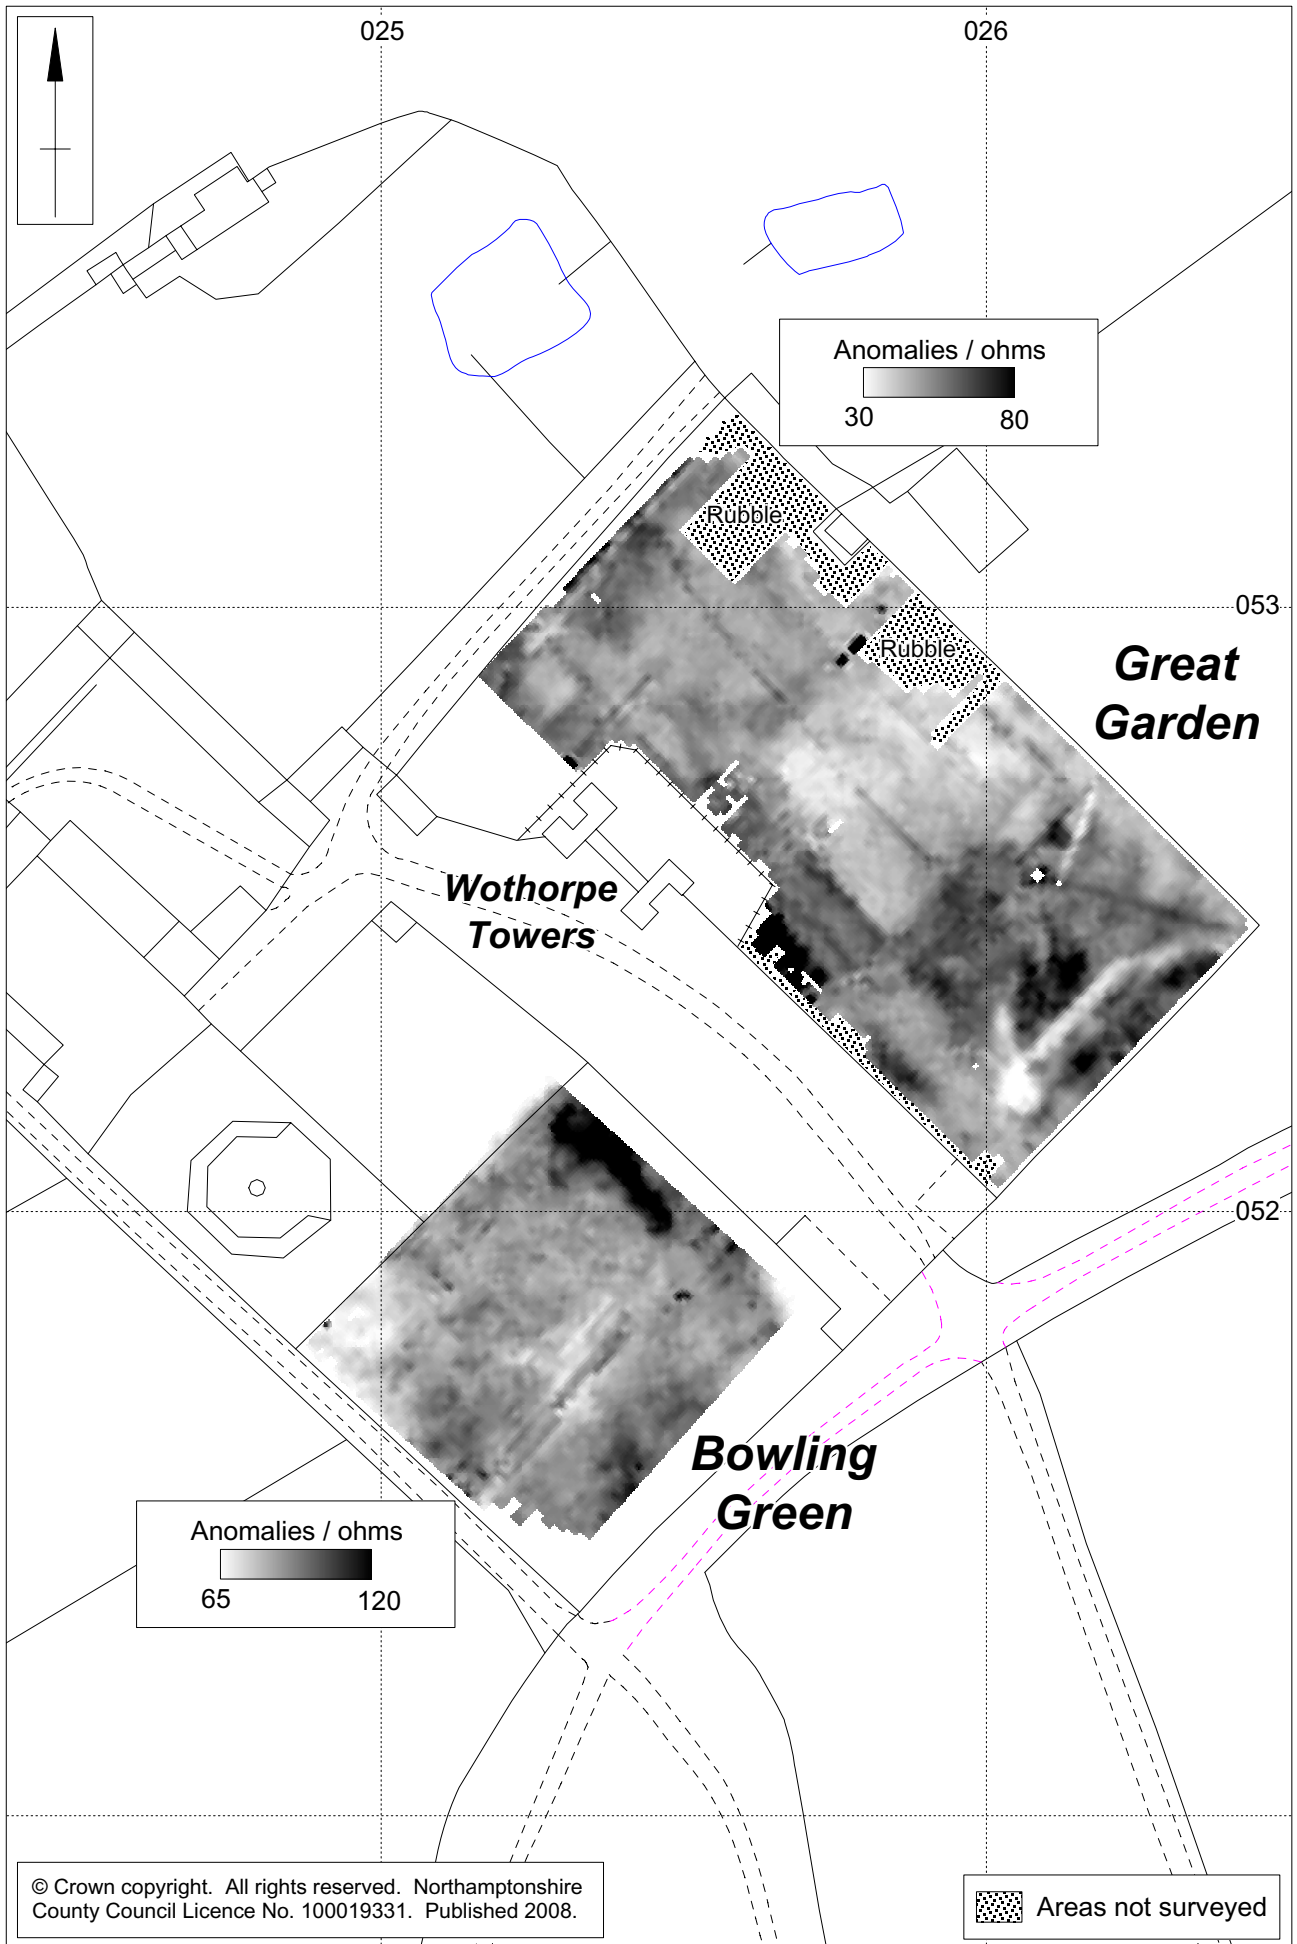 025
026
Anomalies / ohms
30
80
Rubble
053
Rubble
Great
Garden
Wothorpe
Towers
052
Bowling
Green
Anomalies / ohms
65
120
© Crown copyright. All rights reserved. Northamptonshire
County Council Licence No. 100019331. Published 2008.
Areas not surveyed